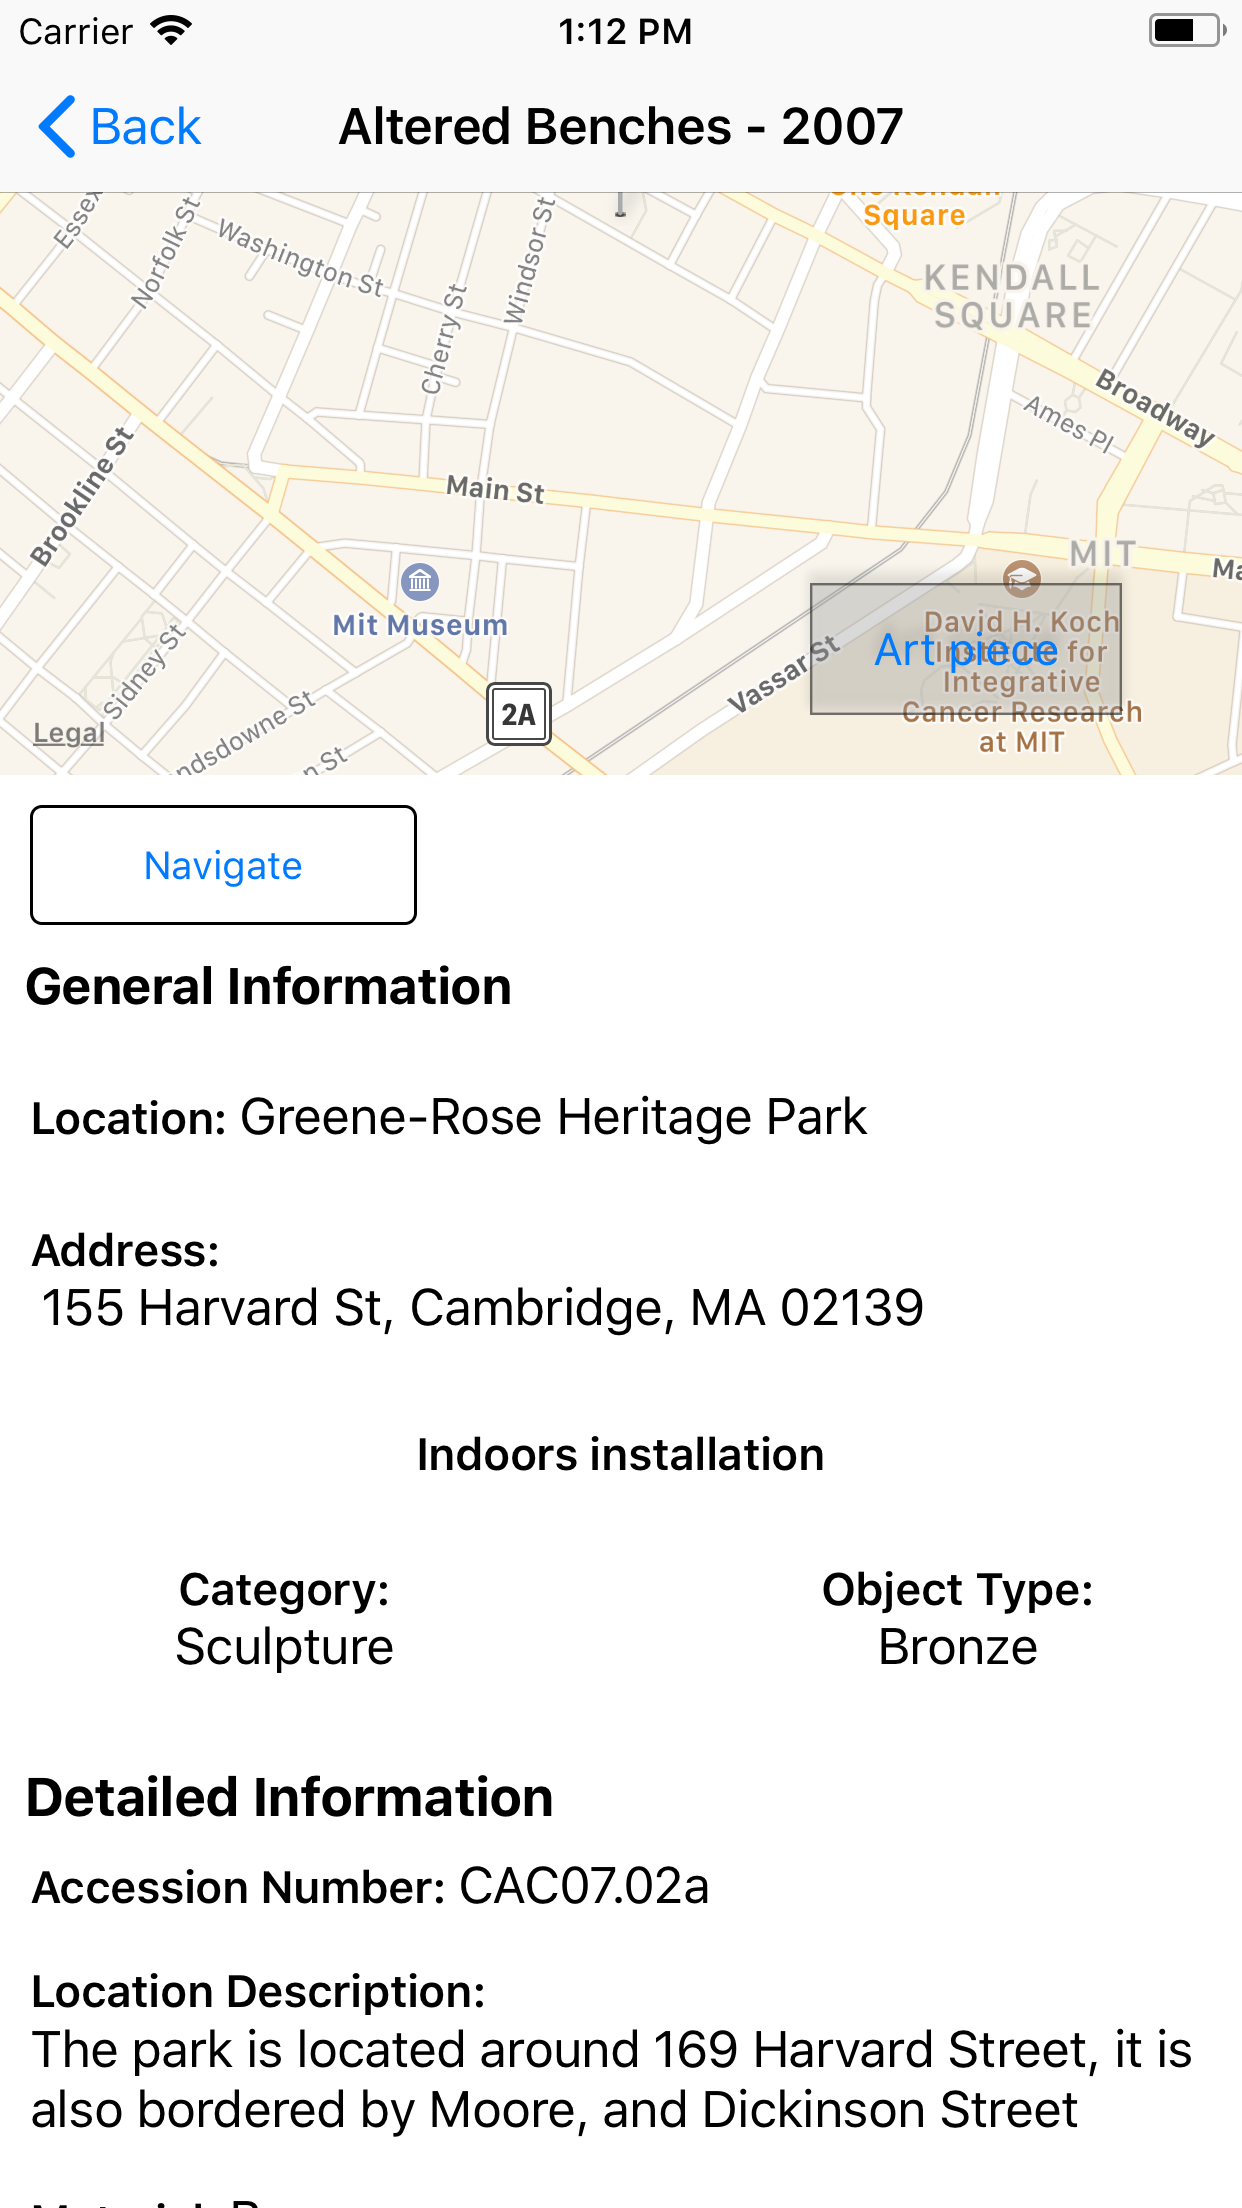 Carrier
1:12 PM
Back
Altered Benches - 2007
Essex
Norfolk St
Washington St
Windsor St
Cherry St
Square
KENDALL
SQUARE
Broadway
Ames Pl
Brookline St
Main St
MIT
Mit Museum
David H. Koch
Institute for
Integrative
Cancer Research
at MIT
Art piece
Vassar St
Sidney St
ndsdowne St
n St
2A
Legal
Navigate
General Information
Location: Greene-Rose Heritage Park
Address:
155 Harvard St, Cambridge, MA 02139
Indoors installation
Category:
Sculpture
Object Type:
Bronze
Detailed Information
Accession Number: CAC07.02a
Location Description:
The park is located around 169 Harvard Street, it is
also bordered by Moore, and Dickinson Street